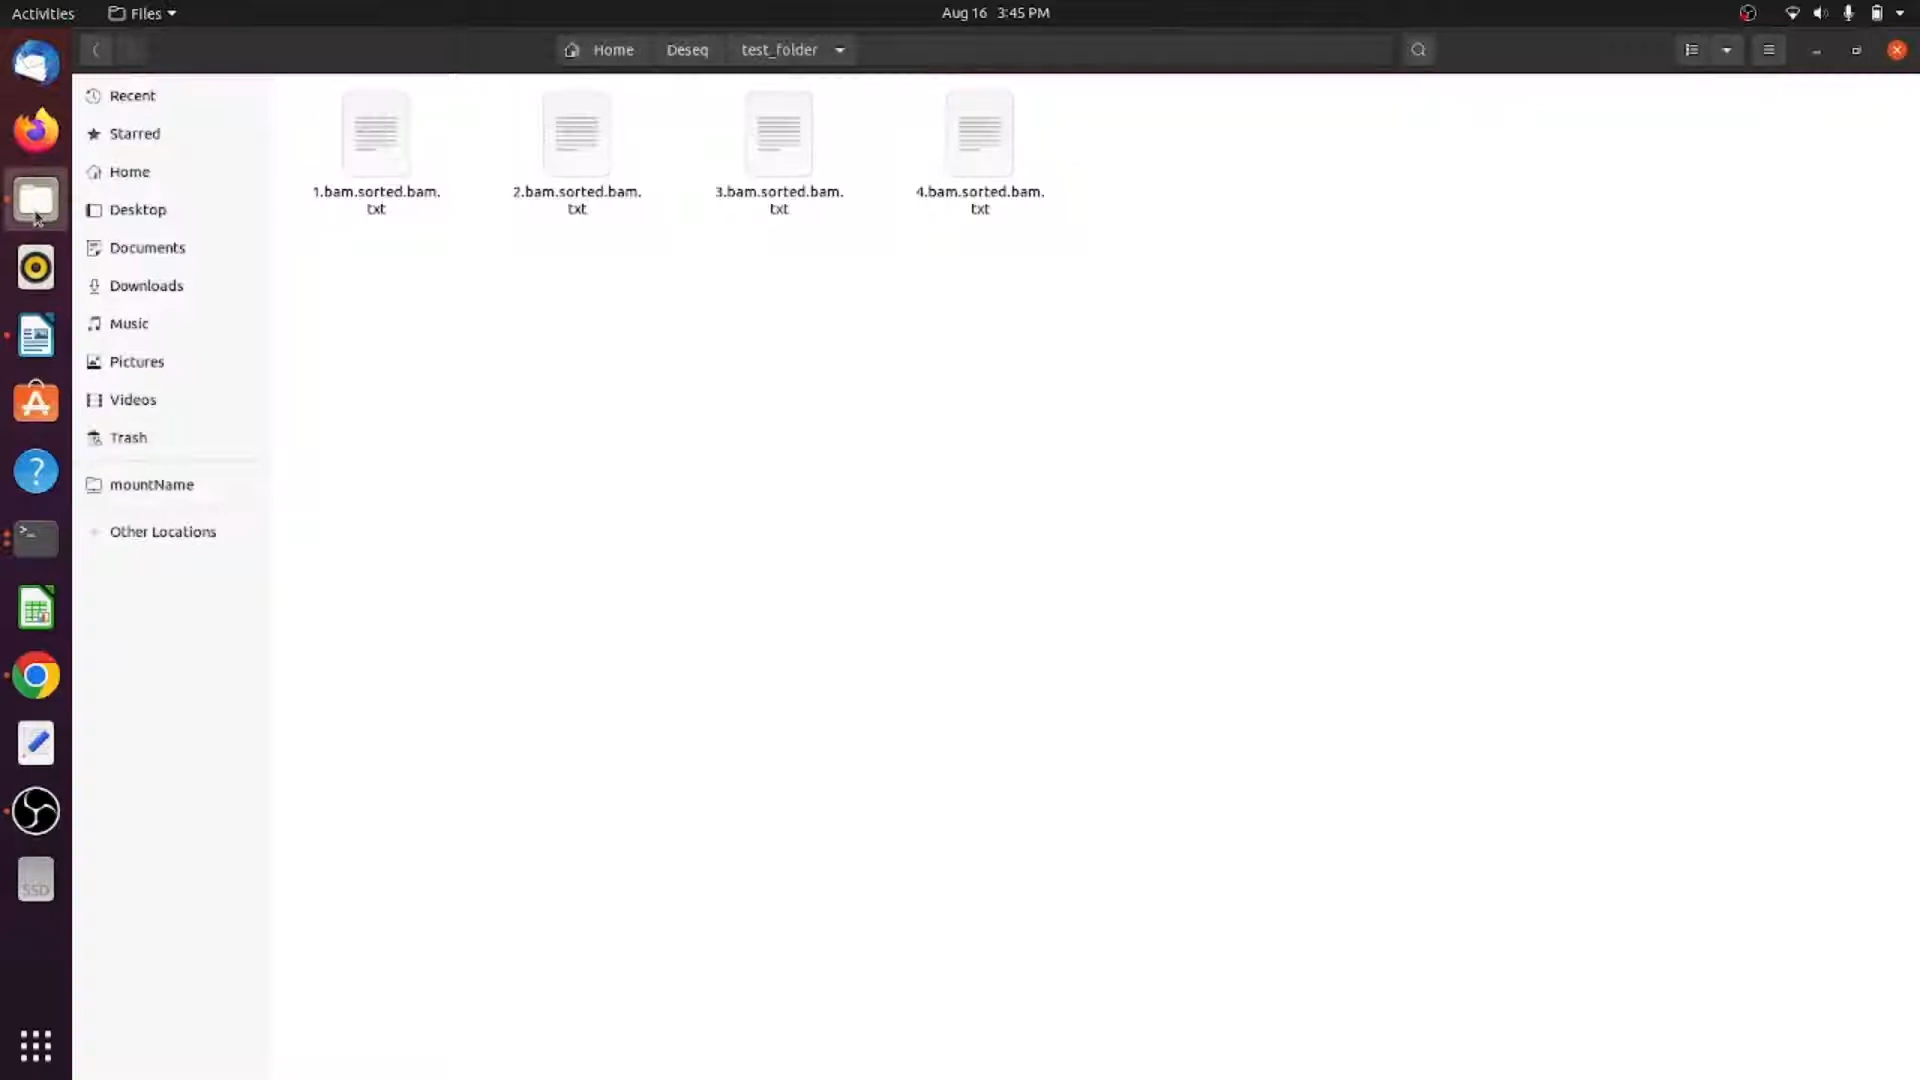 Activities
Files
Aug 16 3:45 PM
Home
Deseq
test_folder
Recent
Starred
Home
Desktop
Documents
Downloads
Music
Pictures
Videos
Trash
mountName
Other Locations
1.bam.sorted.bam.
txt
2.bam.sorted.bam.
txt
3.bam.sorted.bam.
txt
4.bam.sorted.bam.
txt
?
>_
SSD